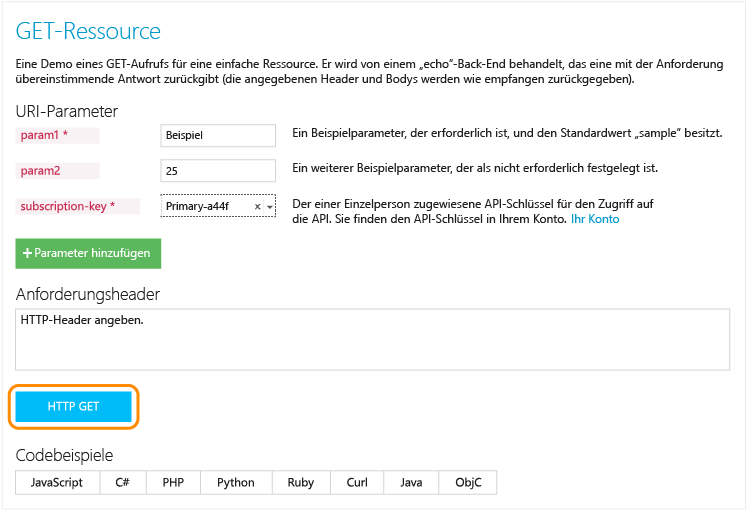 GET-Ressource
Eine Demo eines GET-Aufrufs für eine einfache Ressource. Er wird von einem „echo“-Back-End behandelt, das eine mit der Anforderung
übereinstimmende Antwort zurückgibt (die angegebenen Header und Bodys werden wie empfangen zurückgegeben).
URI-Parameter
param1 * Beispiel Ein Beispielparameter, der erforderlich ist, und den Standardwert „sample“ besitzt.
param2 25 Ein weiterer Beispielparameter, der als nicht erforderlich festgelegt ist.
subscription-key * Primary-a44f × Der einer Einzelperson zugewiesene API-Schlüssel für den Zugriff auf
die API. Sie finden den API-Schlüssel in Ihrem Konto. Ihr Konto
+Parameter hinzufügen
Anforderungsheader
HTTP-Header angeben.
HTTP GET
Codebeispiele
JavaScript C# PHP Python Ruby Curl Java ObjC